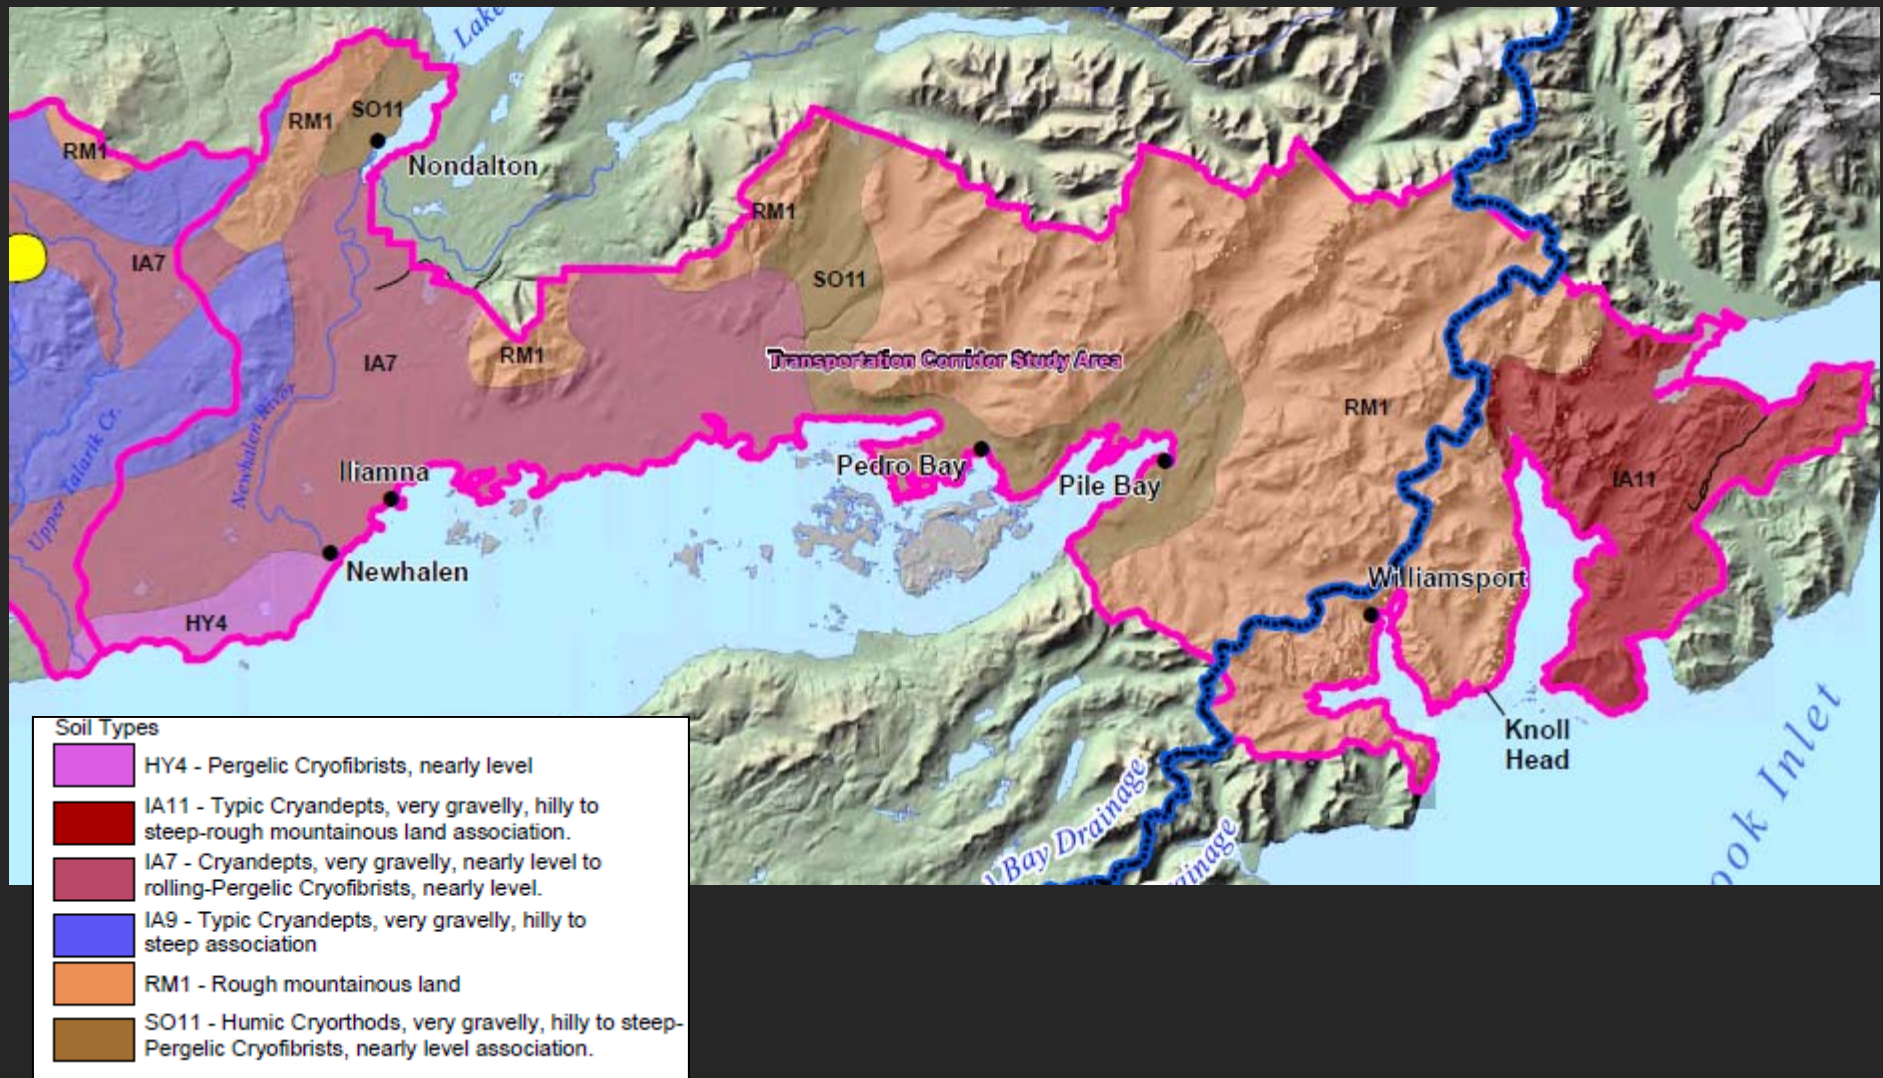 Lake
SO11
RM1
RM1
Nondalton
RM1
IA7
SO11
IA7
RM1
Transportation Corridor Study Area
RM1
Upper Talarik Cr.
Newhalen River
Iliamna
Pedro Bay
Pile Bay
IA11
Newhalen
Williamsport
HY4
Knoll
Head
Bay Drainage
ainage
ook Inlet
Soil Types
HY4 - Pergelic Cryofibrists, nearly level
IA11 - Typic Cryandepts, very gravelly, hilly to
steep-rough mountainous land association.
IA7 - Cryandepts, very gravelly, nearly level to
rolling-Pergelic Cryofibrists, nearly level.
IA9 - Typic Cryandepts, very gravelly, hilly to
steep association
RM1 - Rough mountainous land
SO11 - Humic Cryorthods, very gravelly, hilly to steep-
Pergelic Cryofibrists, nearly level association.